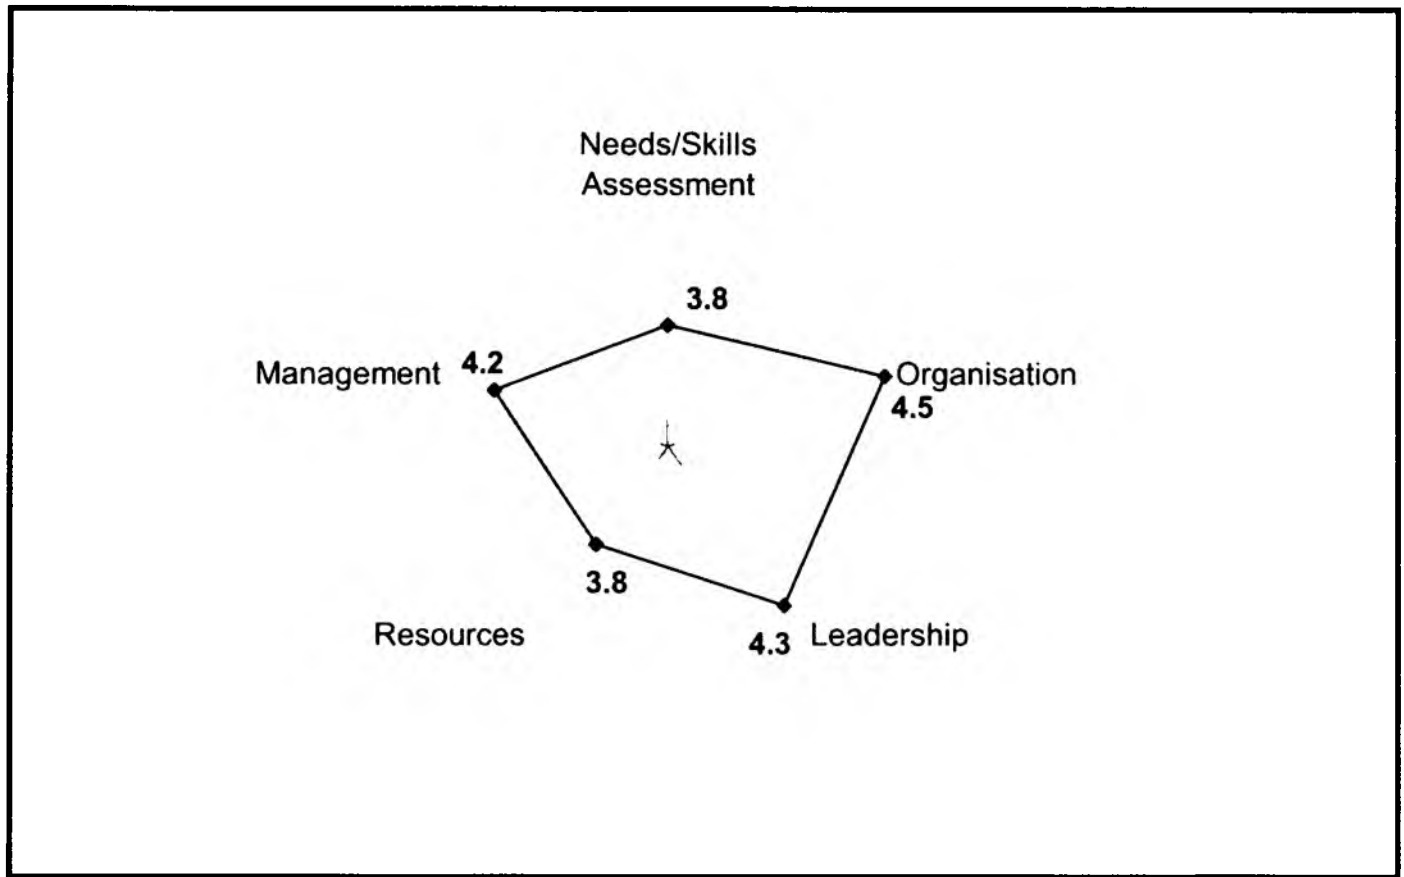 Needs/Skills
Assessment
3.8
Management 4.2
Organisation
4.5
3.8
Resources
4.3 Leadership